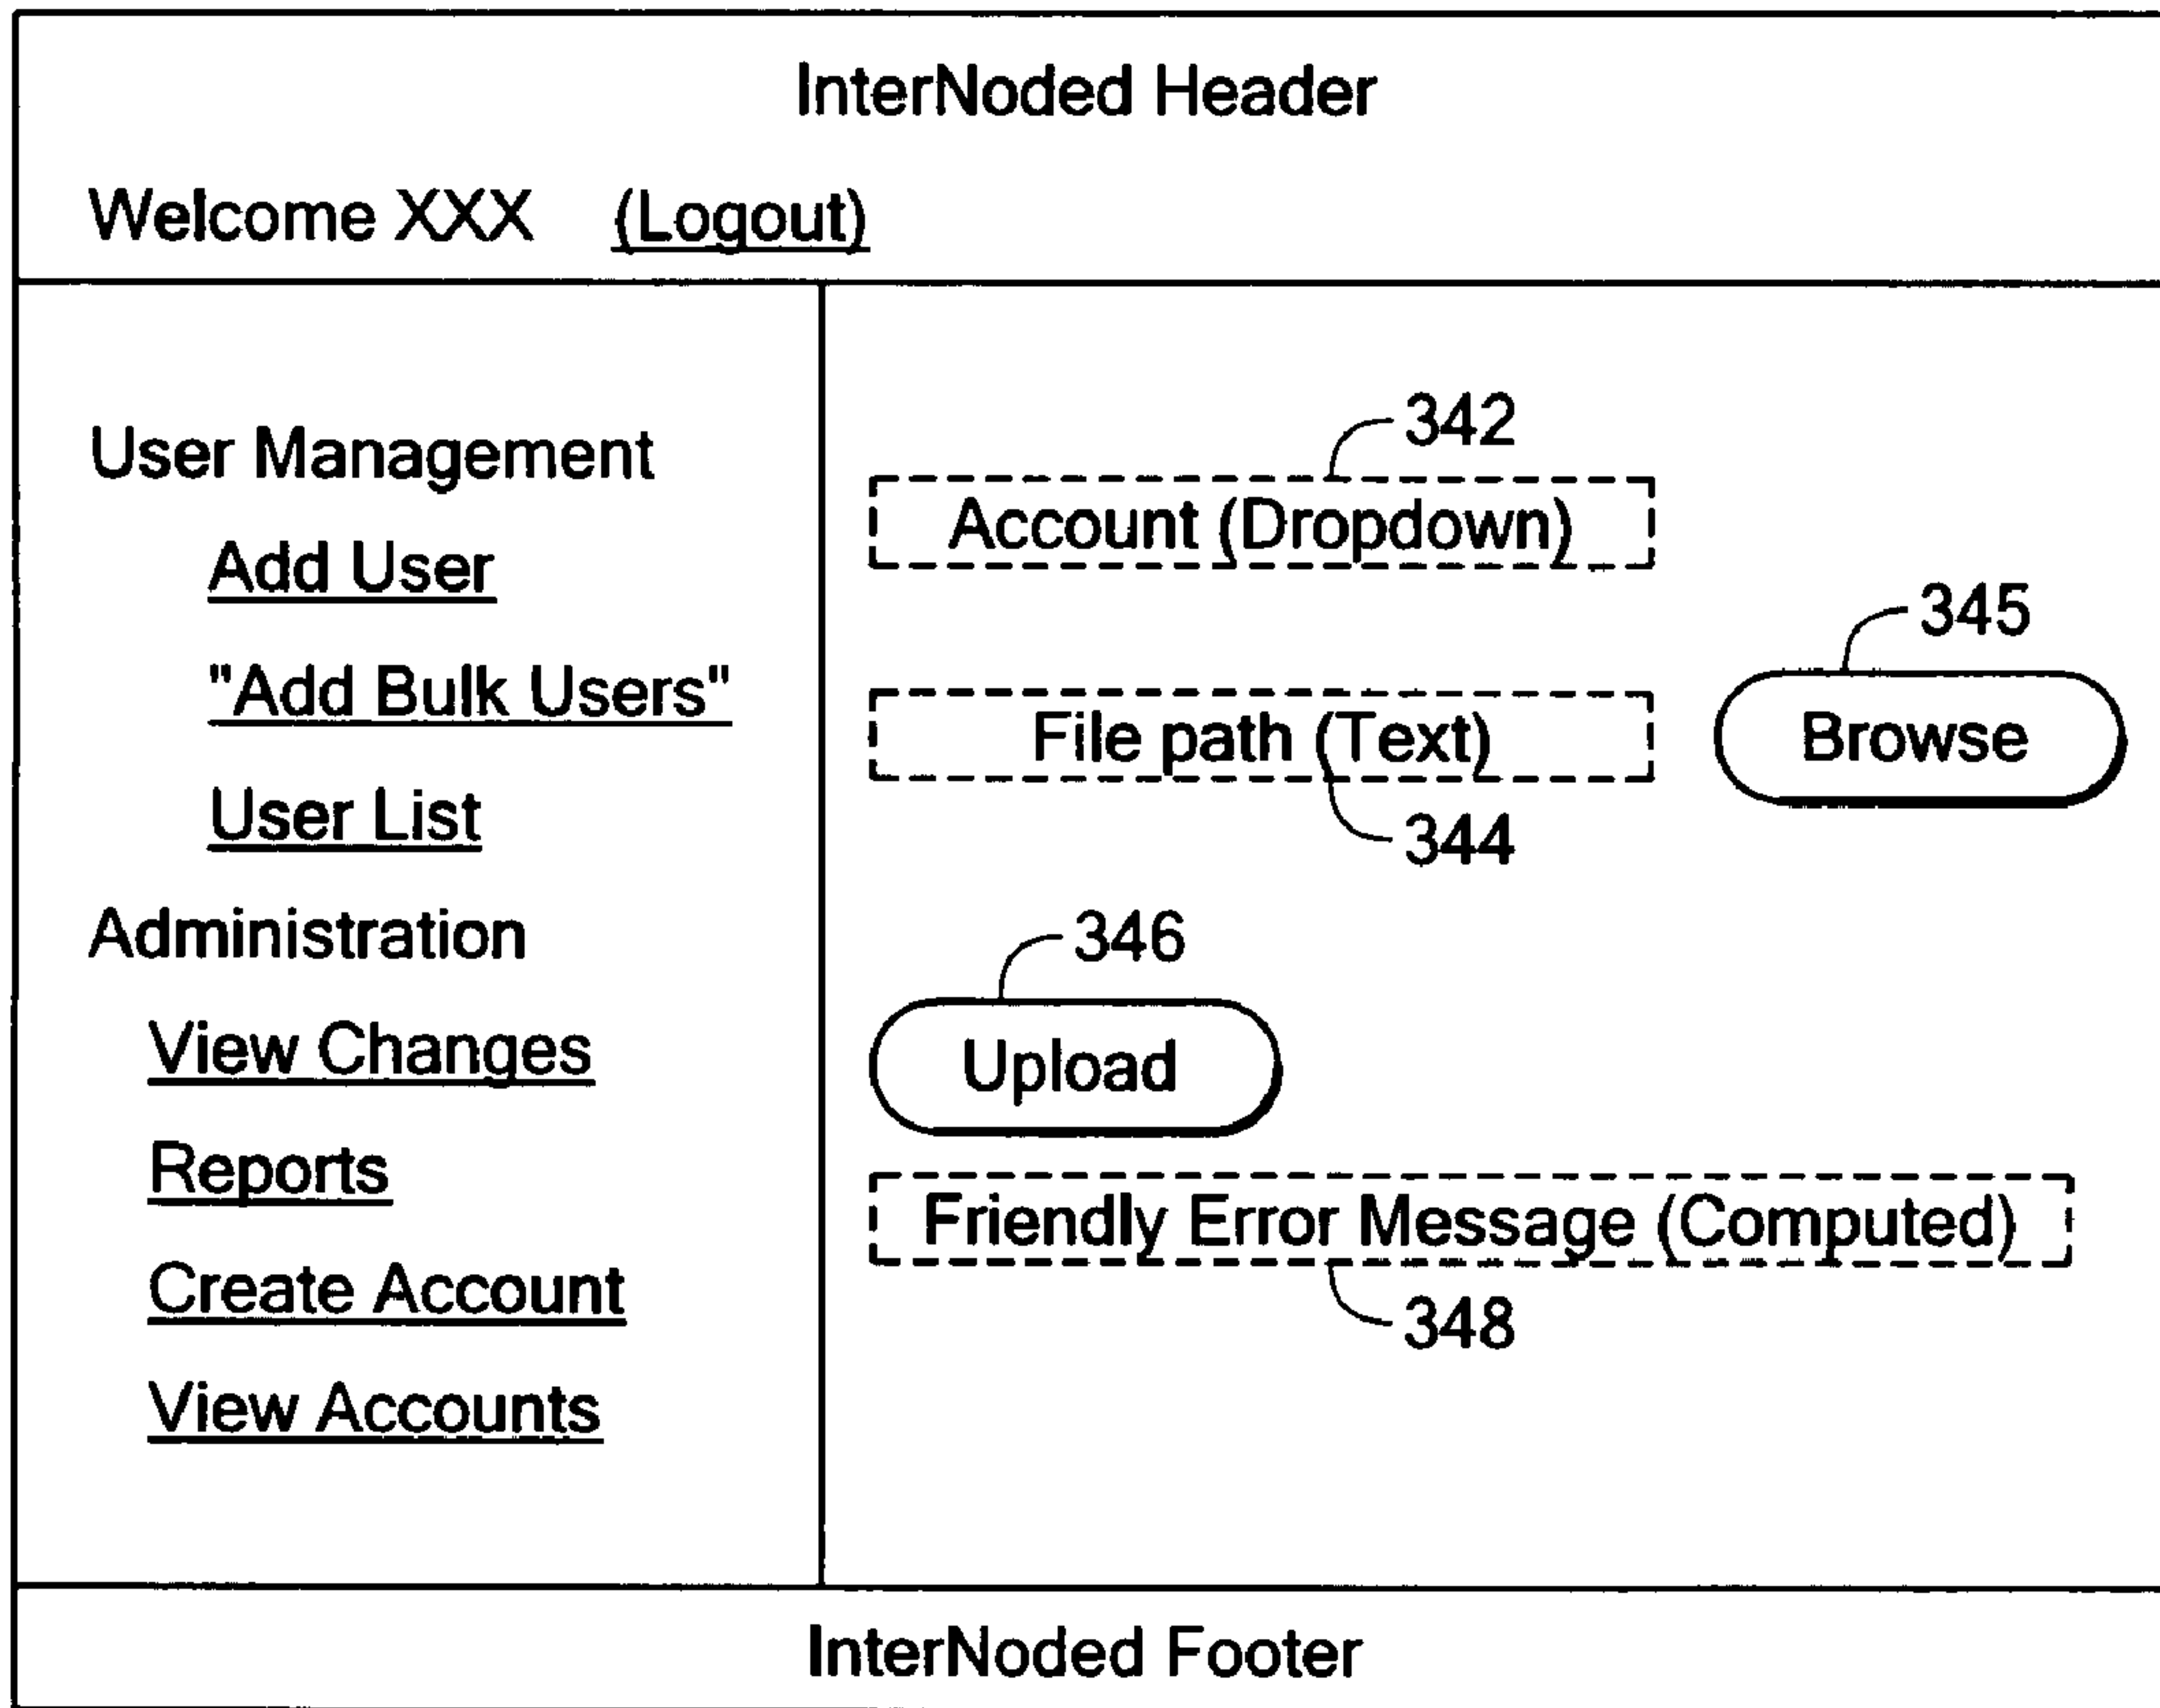 InterNoded Header
Welcome XXX (Logout)
User Management
Add User
"Add Bulk Users"
User List
Administration
View Changes
Reports
Create Account
View Accounts
342
Account (Dropdown)
345
File path (Text)
Browse
344
346
Upload
Friendly Error Message (Computed)
348
InterNoded Footer